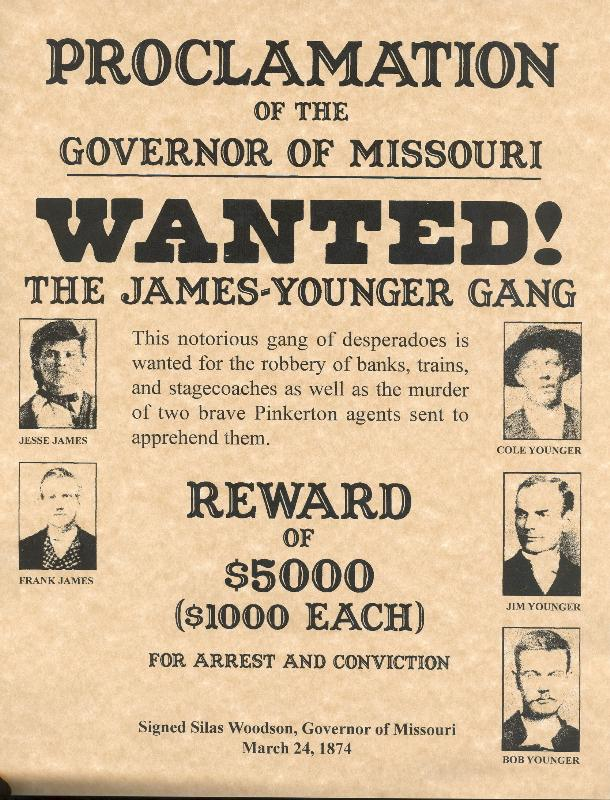 PROCLAMATION
OF THE
GOVERNOR OF MISSOURI
WANTED!
THE JAMES-YOUNGER GANG
This notorious gang of desperadoes is
wanted for the robbery of banks, trains,
and stagecoaches as well as the murder
of two brave Pinkerton agents sent to
apprehend them.
JESSE JAMES
COLE YOUNGER
FRANK JAMES
JIM YOUNGER
BOB YOUNGER
REWARD
OF
$5000
($1000 EACH)
FOR ARREST AND CONVICTION
Signed Silas Woodson, Governor of Missouri
March 24, 1874